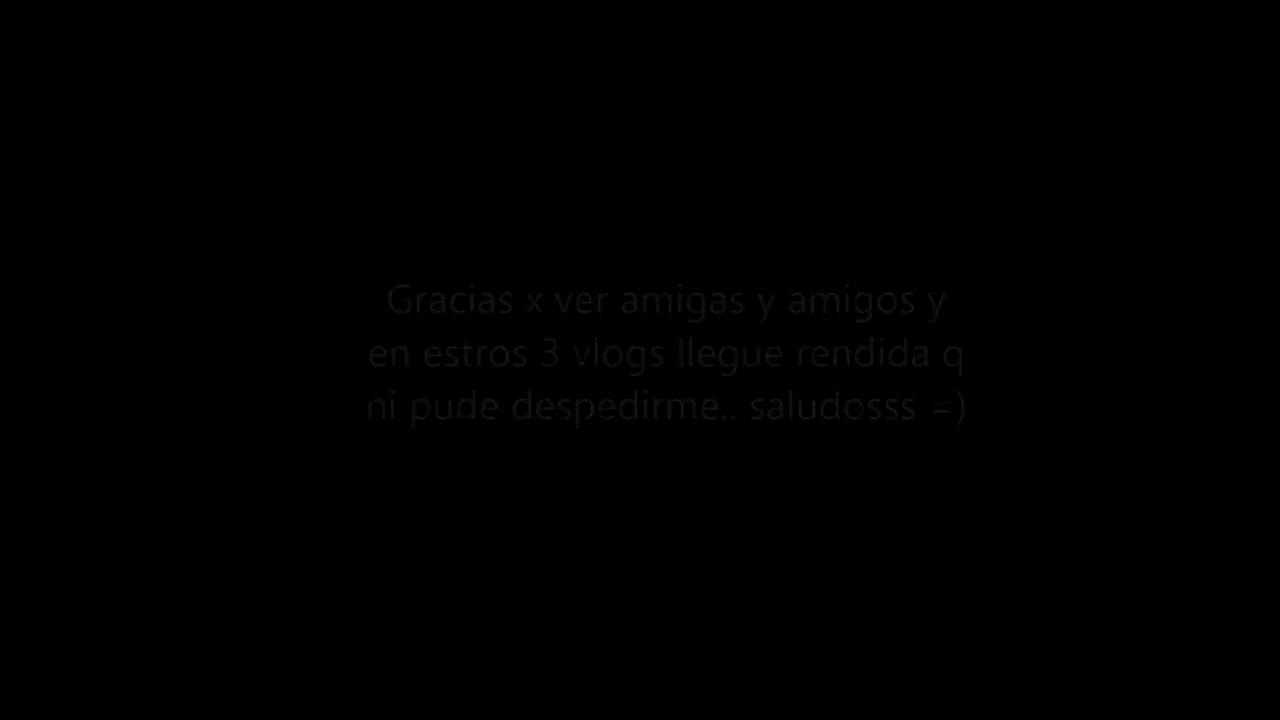 Gracias x ver amigas y amigos y
en estros 3 vlogs llegue rendida q
ni pude despedirme.. saludosss =)